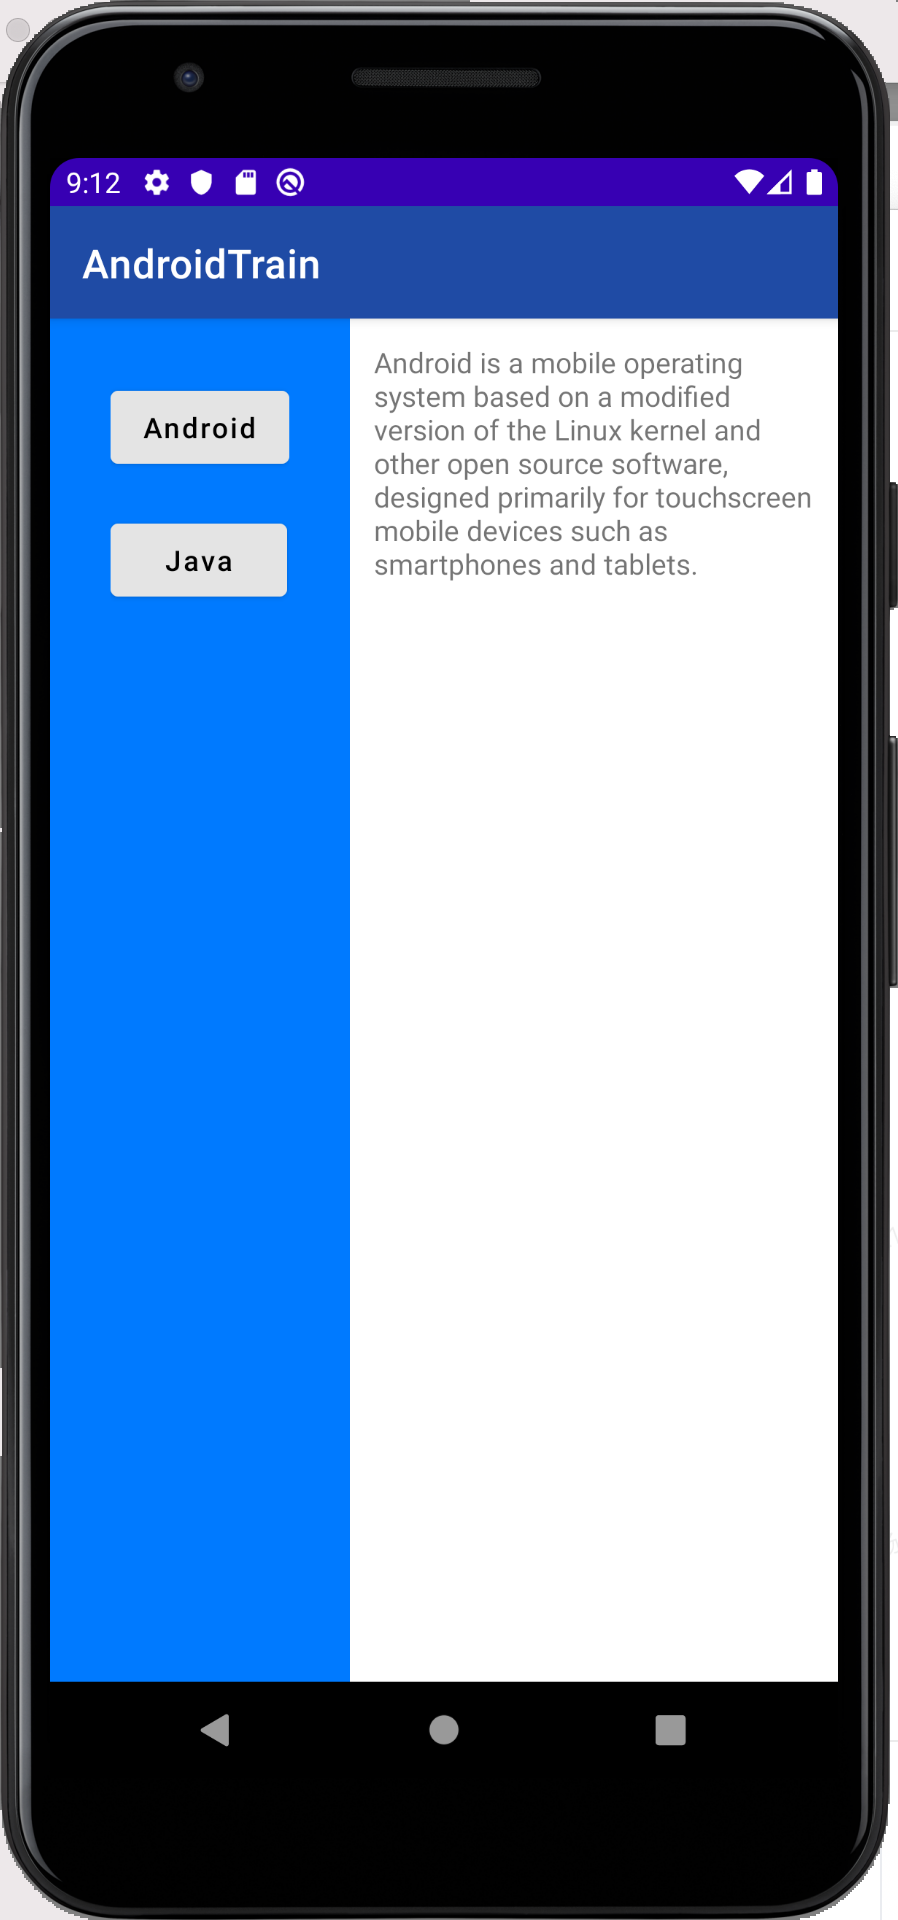 9:12
AndroidTrain
Android
Java
Android is a mobile operating
system based on a modified
version of the Linux kernel and
other open source software,
designed primarily for touchscreen
mobile devices such as
smartphones and tablets.